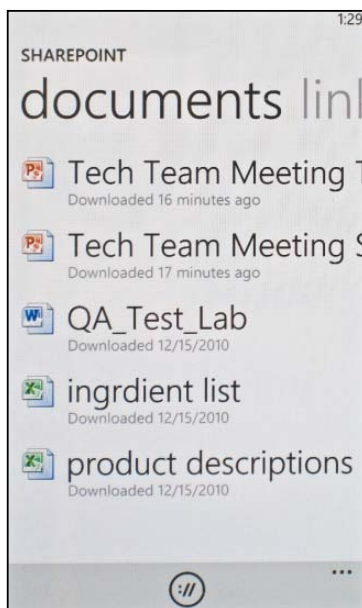 1:29
SHAREPOINT
documents lin
Tech Team Meeting
Downloaded 16 minutes ago
Tech Team Meeting
Downloaded 17 minutes ago
QA_Test_Lab
Downloaded 12/15/2010
ingrdient list
Downloaded 12/15/2010
product descriptions
Downloaded 12/15/2010